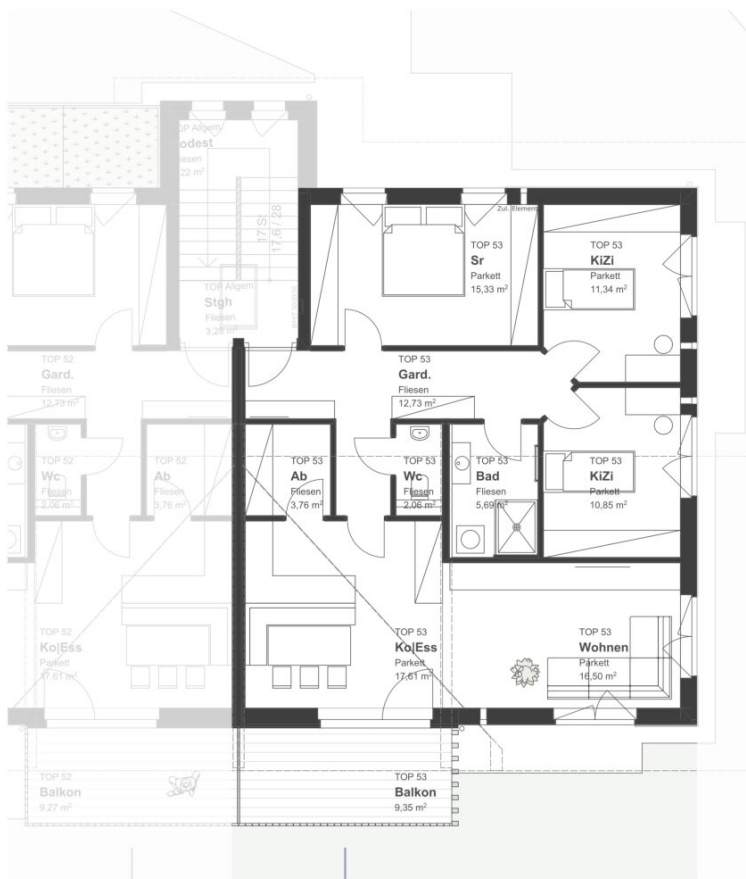 TOP Allgem.
odest
iesen
,22 m²
17 St
17,6 / 28
TOP Allgem.
Stgh
Fliesen
3,28 m²
Zul. Element
TOP 53
Sr
Parkett
15,33 m²
TOP 53
KiZi
Parkett
11,34 m²
TOP 52
Gard.
Fliesen
12,73 m²
TOP 53
Gard.
Fliesen
12,73 m²
TOP 52
Wc
Fliesen
2,06 m²
TOP 52
Ab
Fliesen
3,76 m²
TOP 53
Ab
Fliesen
3,76 m²
TOP 53
Wc
Fliesen
2,06 m²
TOP 53
Bad
Fliesen
5,69 m²
TOP 53
KiZi
Parkett
10,85 m²
TOP 52
Ko|Ess
Parkett
17,61 m²
TOP 53
Ko|Ess
Parkett
17,61 m²
TOP 53
Wohnen
Parkett
16,50 m²
TOP 52
Balkon
9,27 m²
TOP 53
Balkon
9,35 m²